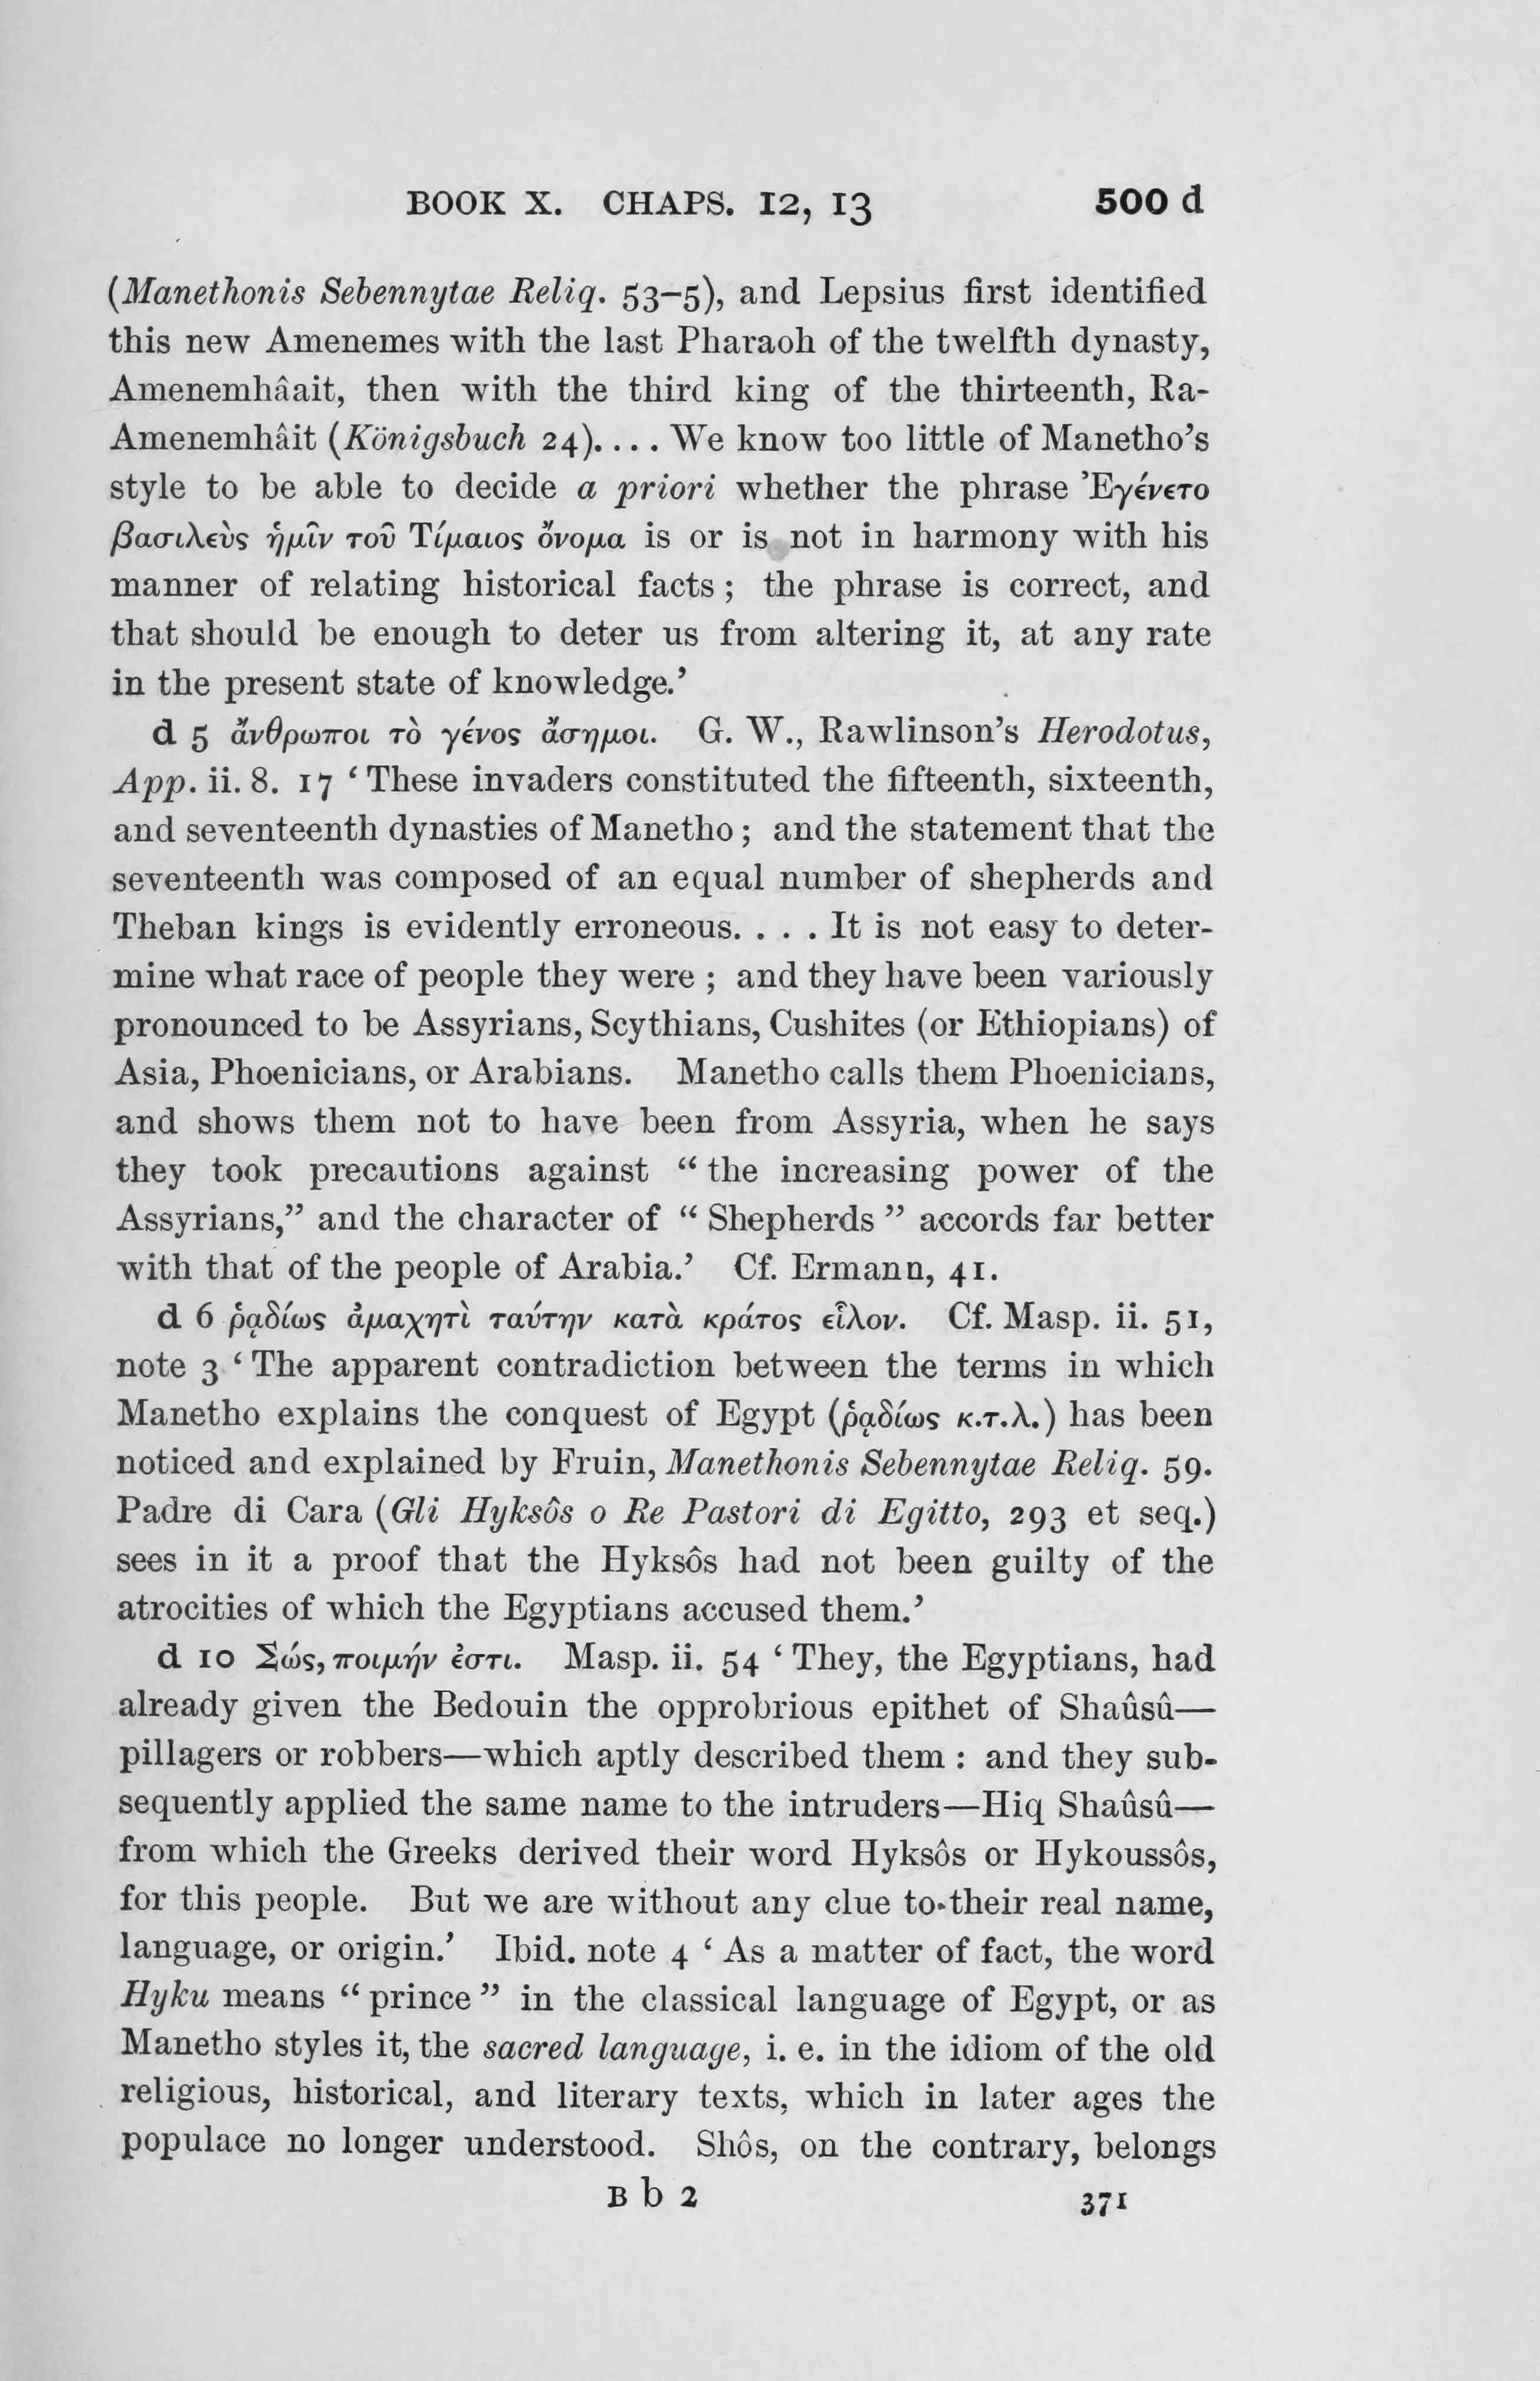 BOOK X. CHAPS. 12, 13 500 d
(Manethonis Sebennytae Reliq. 53–5), and Lepsius first identified
this new Amenemes with the last Pharaoh of the twelfth dynasty,
Amenemhâait, then with the third king of the thirteenth, Ra-
Amenemhâit (Königsbuch 24).... We know too little of Manetho’s
style to be able to decide a priori whether the phrase Ἐγένετο
βασιλεὺς ἡμῖν τοῦ Τίμαιος ὄνομα is or is not in harmony with his
manner of relating historical facts ; the phrase is correct, and
that should be enough to deter us from altering it, at any rate
in the present state of knowledge.’
d 5 ἄνθρωποι τὸ γένος ἄσημοι. G. W., Rawlinson’s Herodotus,
App. ii. 8. 17 ‘ These invaders constituted the fifteenth, sixteenth,
and seventeenth dynasties of Manetho ; and the statement that the
seventeenth was composed of an equal number of shepherds and
Theban kings is evidently erroneous. . . . It is not easy to deter-
mine what race of people they were ; and they have been variously
pronounced to be Assyrians, Scythians, Cushites (or Ethiopians) of
Asia, Phoenicians, or Arabians. Manetho calls them Phoenicians,
and shows them not to have been from Assyria, when he says
they took precautions against “ the increasing power of the
Assyrians,” and the character of “ Shepherds ” accords far better
with that of the people of Arabia.’ Cf. Ermann, 41.
d 6 ῥᾳδίως ἀμαχητὶ ταύτην κατὰ κράτος εἷλον. Cf. Masp. ii. 51,
note 3 ‘ The apparent contradiction between the terms in which
Manetho explains the conquest of Egypt (ῥᾳδίως κ.τ.λ.) has been
noticed and explained by Fruin, Manethonis Sebennytae Reliq. 59.
Padre di Cara (Gli Hyksôs o Re Pastori di Egitto, 293 et seq.)
sees in it a proof that the Hyksôs had not been guilty of the
atrocities of which the Egyptians accused them.’
d 10 Σώς, ποιμήν ἐστι. Masp. ii. 54 ‘ They, the Egyptians, had
already given the Bedouin the opprobrious epithet of Shaûsû—
pillagers or robbers—which aptly described them : and they sub-
sequently applied the same name to the intruders—Hiq Shaûsû—
from which the Greeks derived their word Hyksôs or Hykoussôs,
for this people. But we are without any clue to their real name,
language, or origin.’ Ibid. note 4 ‘ As a matter of fact, the word
Hyku means “ prince ” in the classical language of Egypt, or as
Manetho styles it, the sacred language, i. e. in the idiom of the old
religious, historical, and literary texts, which in later ages the
populace no longer understood. Shôs, on the contrary, belongs
B b 2 371